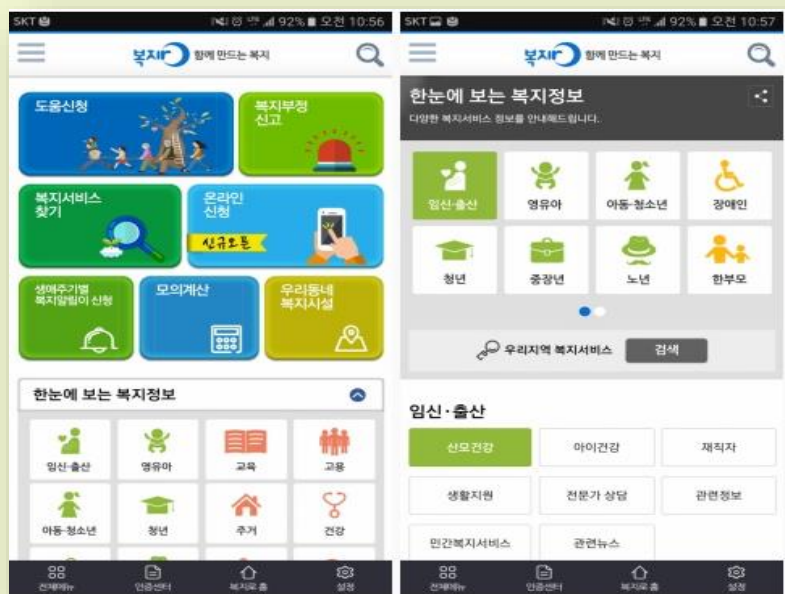 SKT 92% 오전 10:56
복지로 함께 만드는 복지
도움신청
복지부정
신고
복지서비스
찾기
온라인
신청
신규오픈
생애주기별
복지알림이 신청
모의계산
우리동네
복지시설
한눈에 보는 복지정보
임신·출산 영유아 교육 고용
아동·청소년 청년 주거 건강
전체메뉴 인증센터 복지로 홈 설정
SKT 92% 오전 10:57
복지로 함께 만드는 복지
한눈에 보는 복지정보
다양한 복지서비스 정보를 안내해드립니다.
임신·출산 영유아 아동·청소년 장애인
청년 중장년 노년 한부모
우리지역 복지서비스 검색
임신·출산
산모건강 아이건강 재직자
생활지원 전문가 상담 관련정보
민간복지서비스 관련뉴스
전체메뉴 인증센터 복지로 홈 설정